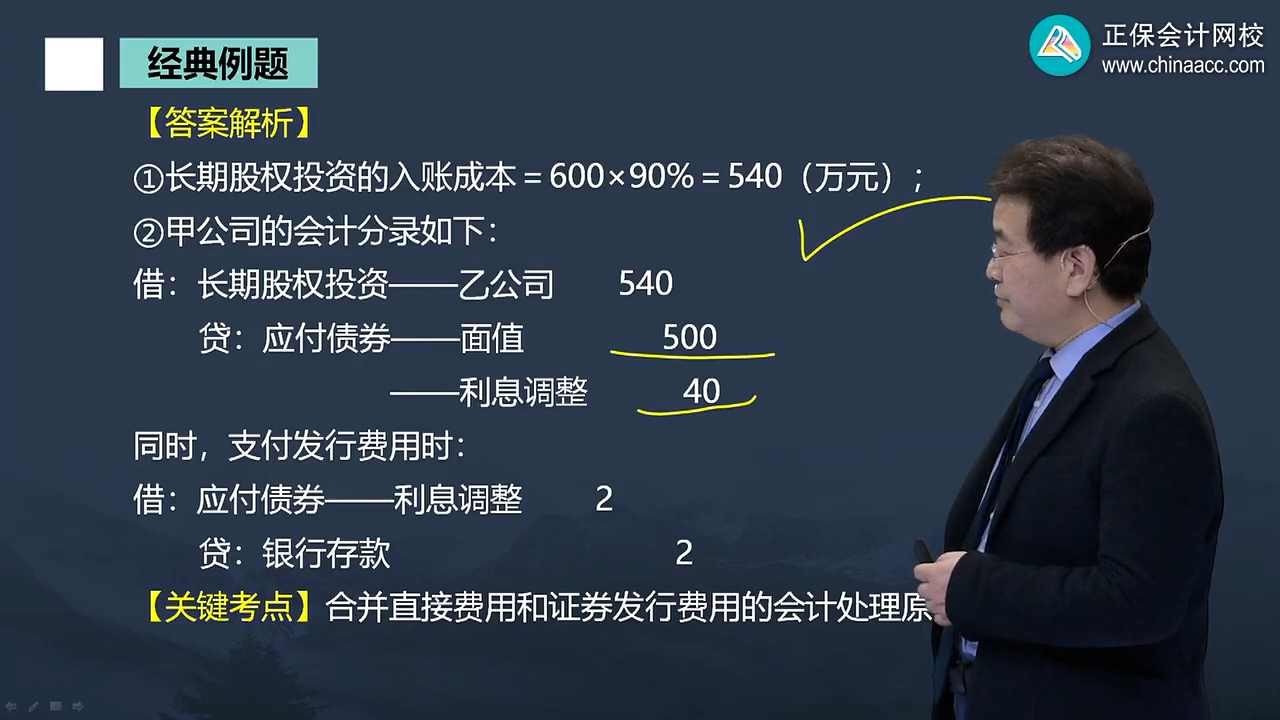 正保会计网校
www.chinaacc.com
经典例题
【答案解析】
①长期股权投资的入账成本＝600×90%＝540（万元）；
②甲公司的会计分录如下：
借：长期股权投资——乙公司 540
贷：应付债券——面值 500
——利息调整 40
同时，支付发行费用时：
借：应付债券——利息调整 2
贷：银行存款 2
【关键考点】合并直接费用和证券发行费用的会计处理原